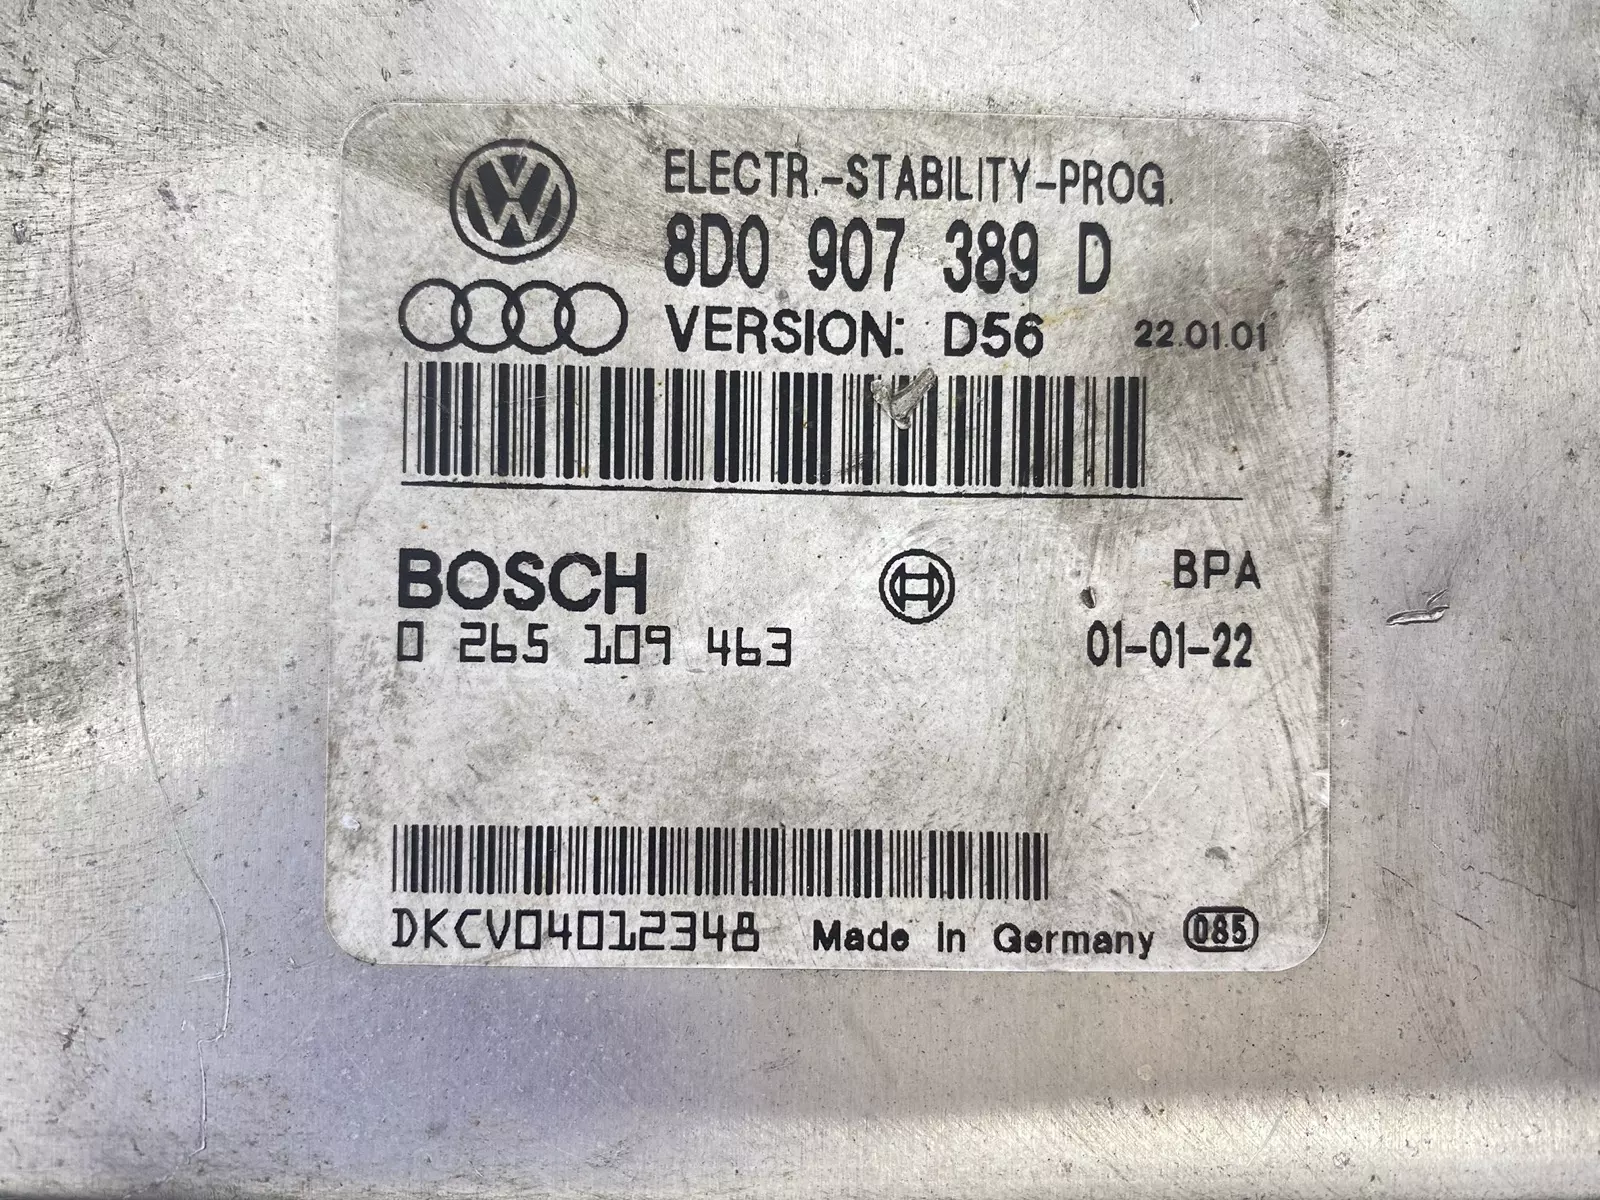 ELECTR.-STABILITY-PROG.
8D0 907 389 D
VERSION: D56 22.01.01
BOSCH BPA
0 265 109 463 01-01-22
DKCV04012348 Made In Germany 085